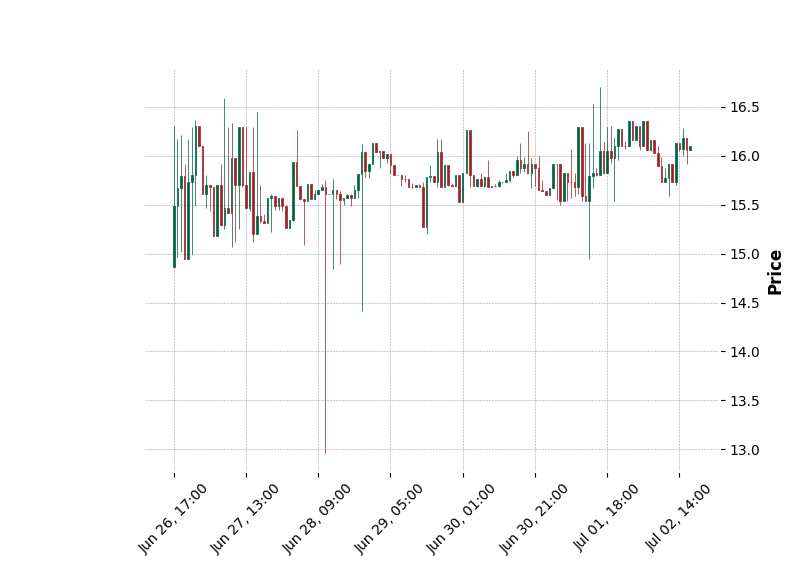 16.5
16.0
15.5
15.0
14.5
14.0
13.5
13.0
Price
Jun 26, 17:00
Jun 27, 13:00
Jun 28, 09:00
Jun 29, 05:00
Jun 30, 01:00
Jun 30, 21:00
Jul 01, 18:00
Jul 02, 14:00